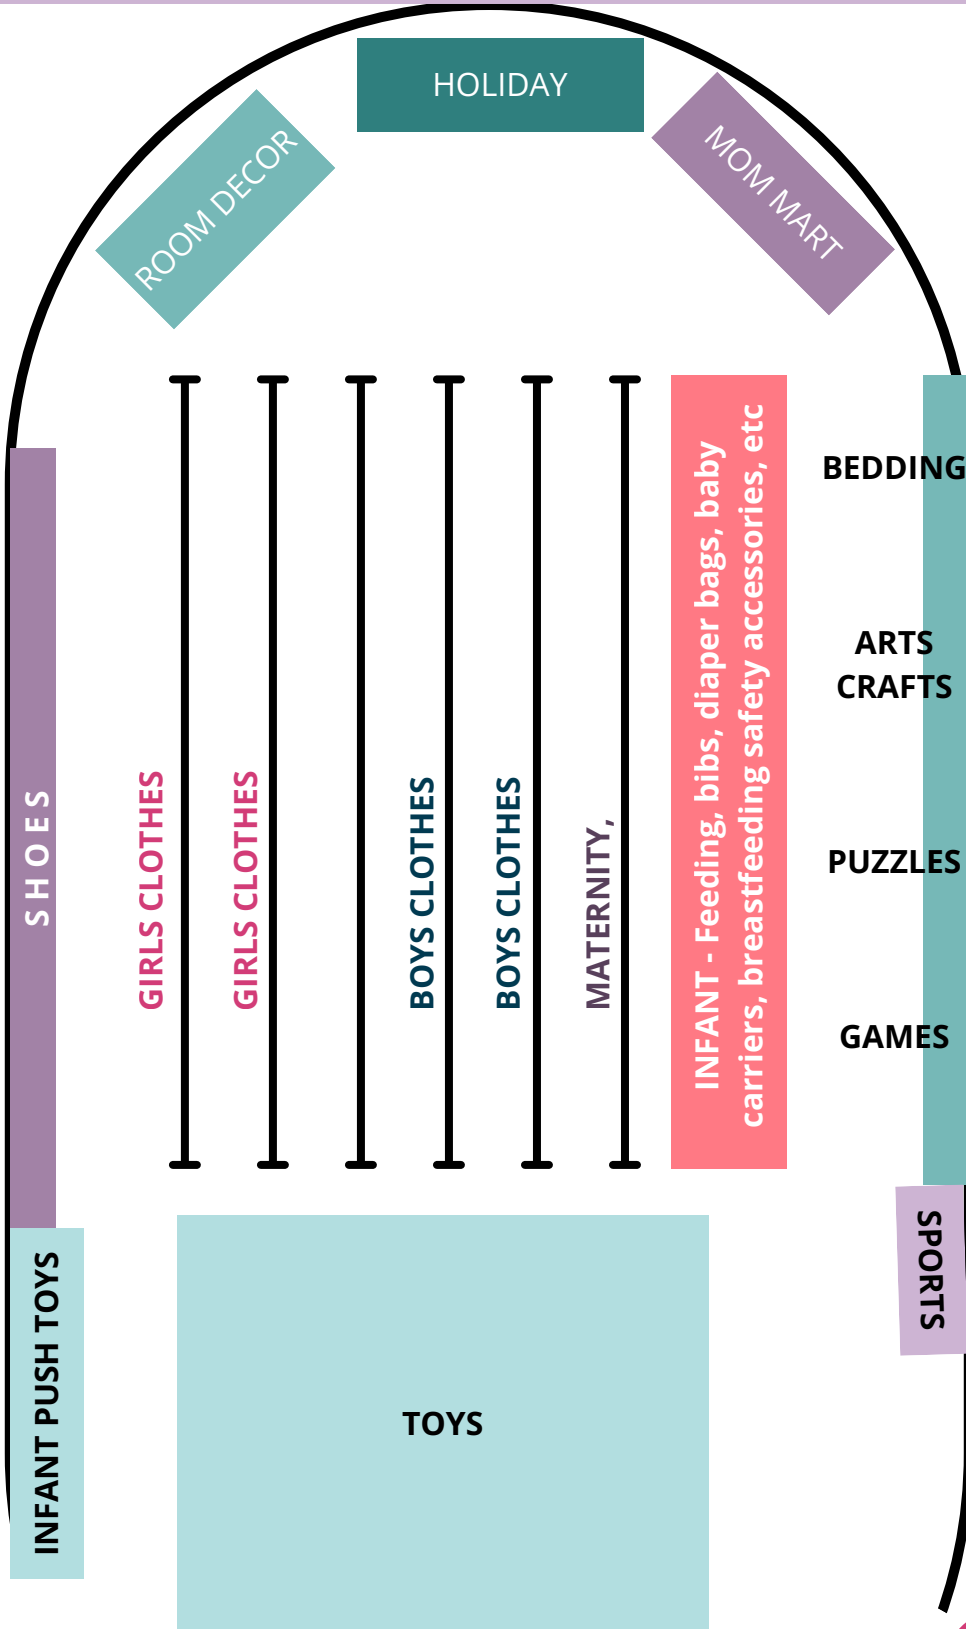 HOLIDAY
ROOM DECOR
MOM MART
BEDDING
ARTS
CRAFTS
PUZZLES
GAMES
SHOES
GIRLS CLOTHES
GIRLS CLOTHES
BOYS CLOTHES
BOYS CLOTHES
MATERNITY,
INFANT - Feeding, bibs, diaper bags, baby
carriers, breastfeeding safety accessories, etc
SPORTS
INFANT PUSH TOYS
TOYS